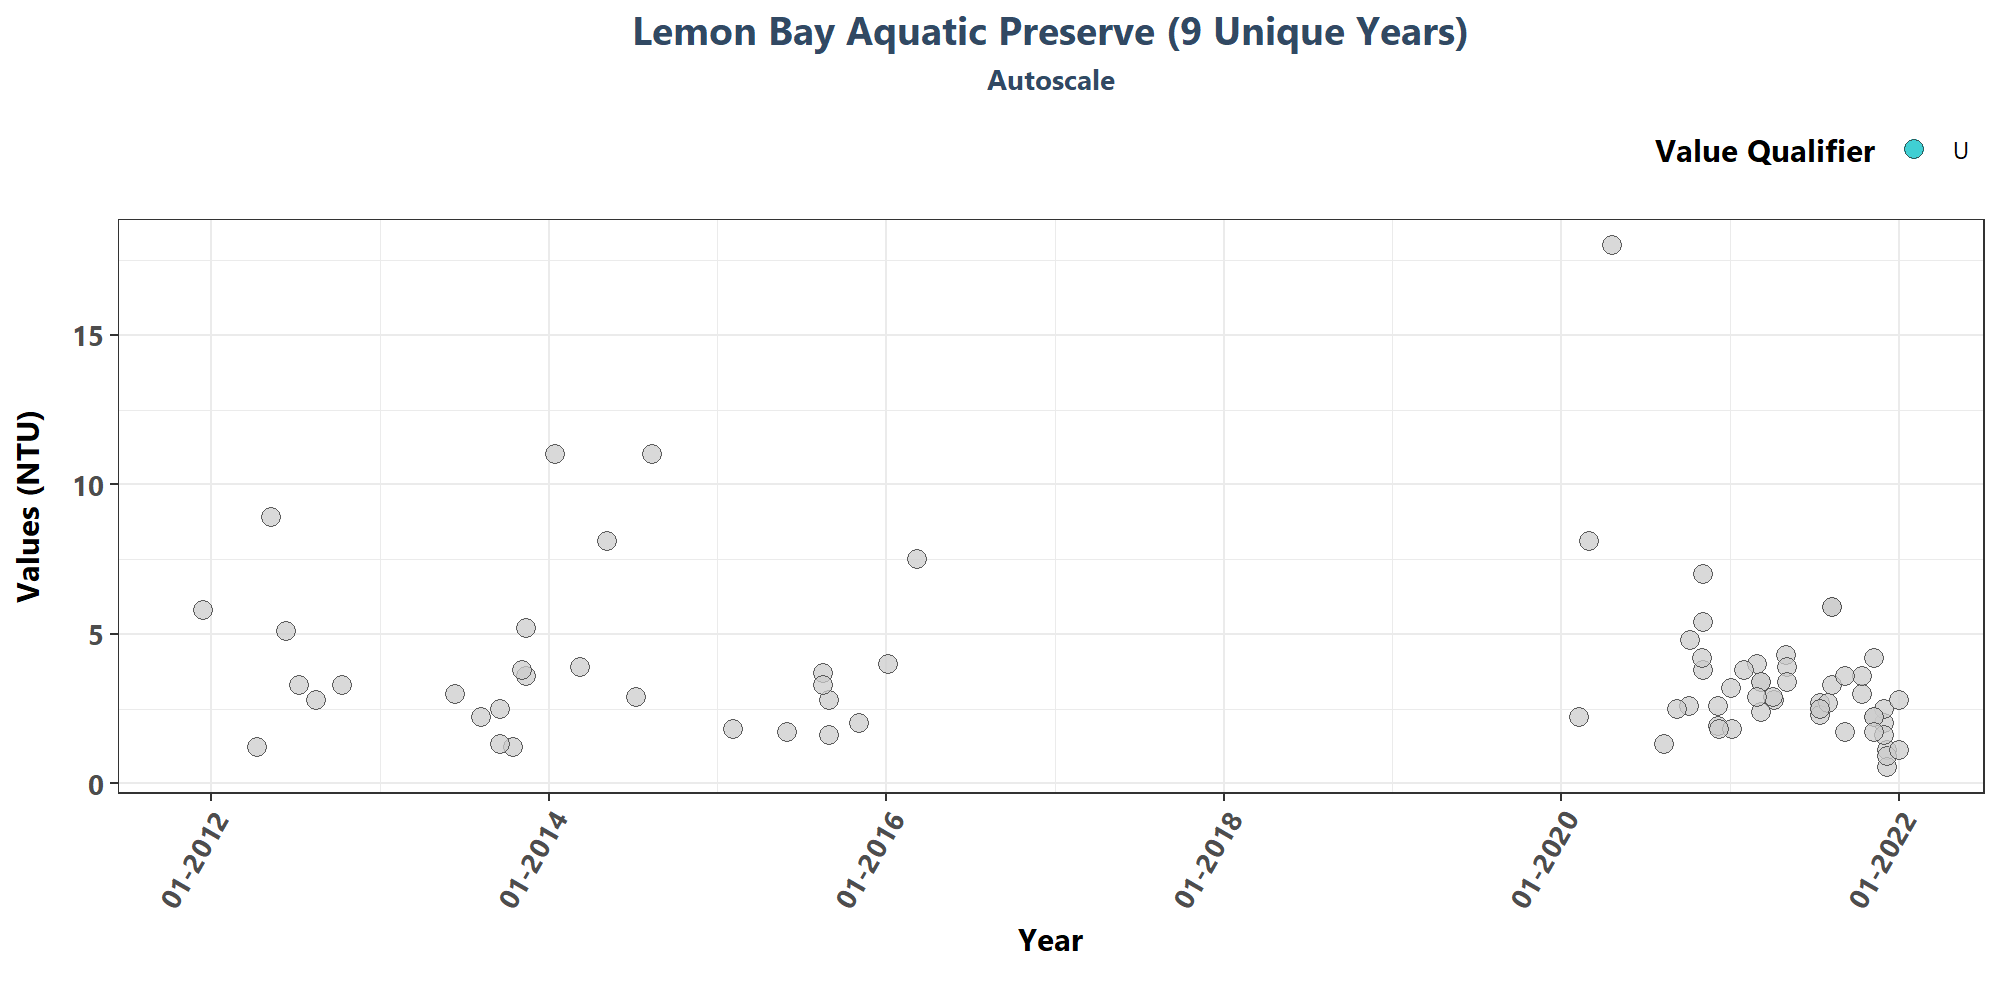 Lemon Bay Aquatic Preserve (9 Unique Years)
Autoscale
Value Qualifier U
Values (NTU)
15
10
5
0
01-2012 01-2014 01-2016 01-2018 01-2020 01-2022
Year